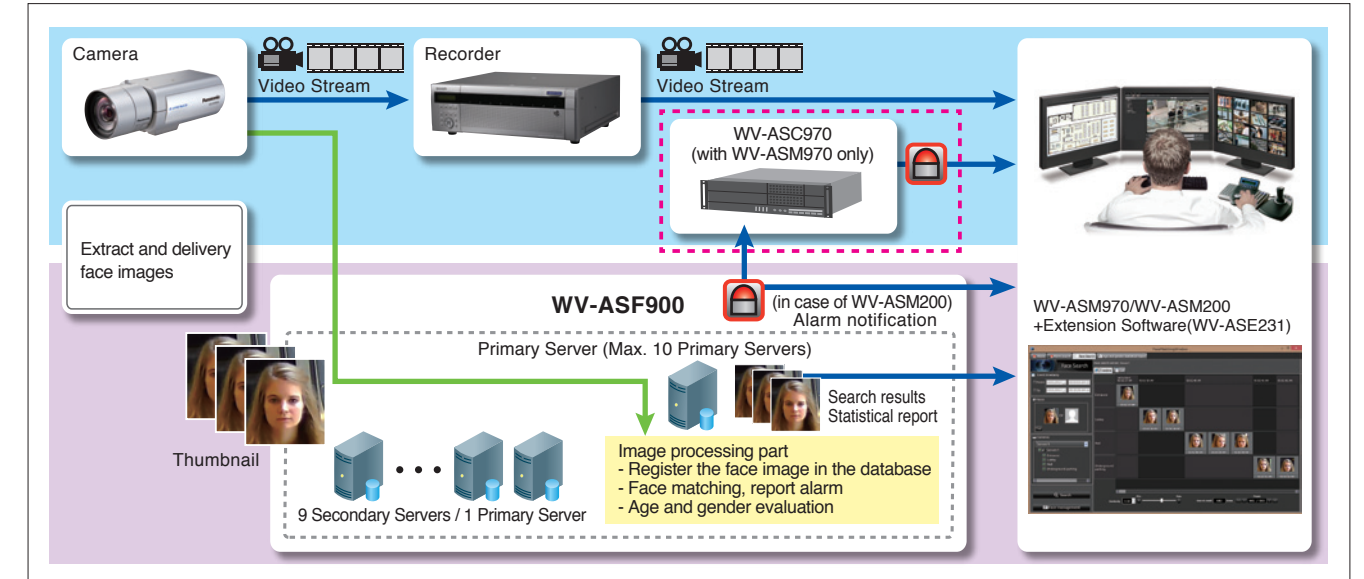 Camera
Video Stream
Recorder
Video Stream
WV-ASC970
(with WV-ASM970 only)
Extract and delivery
face images
WV-ASF900
(in case of WV-ASM200)
Alarm notification
WV-ASM970/WV-ASM200
+Extension Software(WV-ASE231)
Primary Server (Max. 10 Primary Servers)
Search results
Statistical report
Thumbnail
Image processing part
- Register the face image in the database
- Face matching, report alarm
- Age and gender evaluation
9 Secondary Servers / 1 Primary Server
Face Search